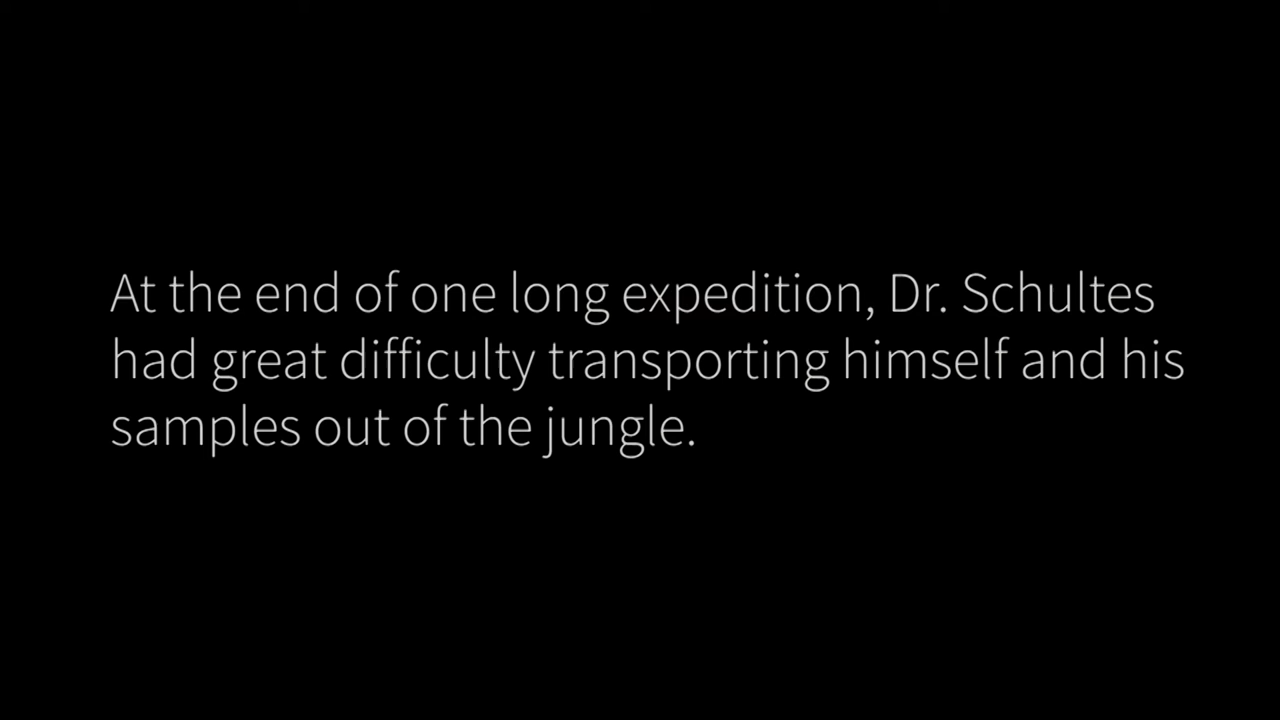 At the end of one long expedition, Dr. Schultes
had great difficulty transporting himself and his
samples out of the jungle.